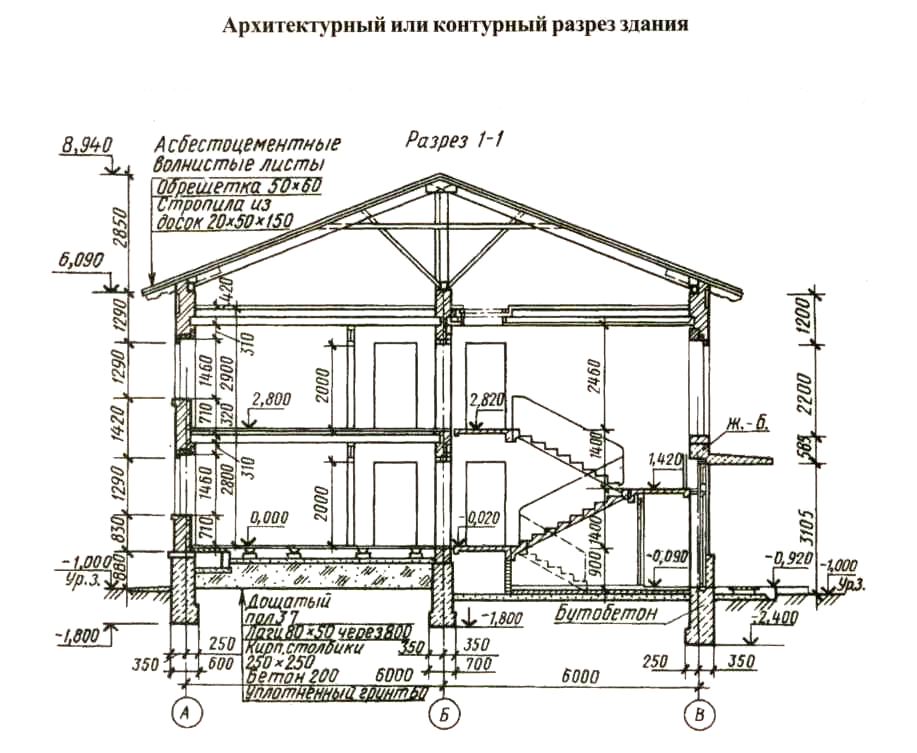 Архитектурный или контурный разрез здания
Разрез 1-1
8,940
Асбестоцементные
волнистые листы
Обрешетка 50×60
Стропила из
досок 20×50×150
2850
6,090
1290
1290
1420
1290
830
880
420
310
1460
2900
710
320
310
1460
2800
710
2000
2000
2,800
2,820
0,000
-0,020
2460
1400
1400
900
1,420
-0,090
Ж.-б.
1200
2200
585
3105
-0,920
-1,000
Ур.З.
-1,000
Ур.З.
-1,800
-1,800
-2,400
Бутобетон
Дощатый
пол 37
Лаги 80×50 через 800
Кирп. столбики
250×250
Бетон 200
Уплотненный грунт
250
350
600
350
350
700
250
350
6000
6000
А
Б
В